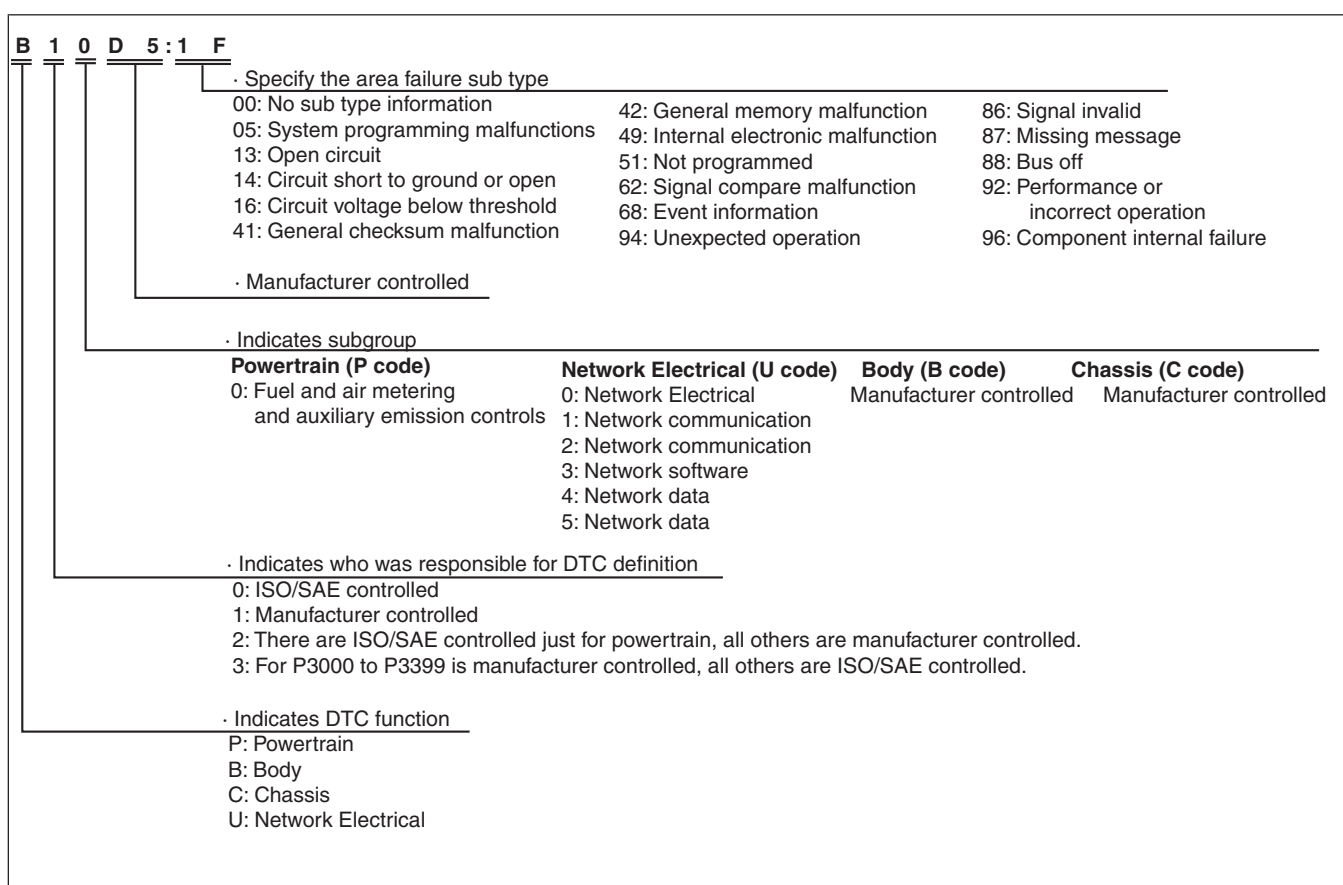 B 1 0 D 5:1 F
· Specify the area failure sub type
00: No sub type information
05: System programming malfunctions
13: Open circuit
14: Circuit short to ground or open
16: Circuit voltage below threshold
41: General checksum malfunction
42: General memory malfunction
49: Internal electronic malfunction
51: Not programmed
62: Signal compare malfunction
68: Event information
94: Unexpected operation
86: Signal invalid
87: Missing message
88: Bus off
92: Performance or
incorrect operation
96: Component internal failure
· Manufacturer controlled
· Indicates subgroup
Powertrain (P code)
0: Fuel and air metering
and auxiliary emission controls
Network Electrical (U code)
0: Network Electrical
1: Network communication
2: Network communication
3: Network software
4: Network data
5: Network data
Body (B code)
Manufacturer controlled
Chassis (C code)
Manufacturer controlled
· Indicates who was responsible for DTC definition
0: ISO/SAE controlled
1: Manufacturer controlled
2: There are ISO/SAE controlled just for powertrain, all others are manufacturer controlled.
3: For P3000 to P3399 is manufacturer controlled, all others are ISO/SAE controlled.
· Indicates DTC function
P: Powertrain
B: Body
C: Chassis
U: Network Electrical